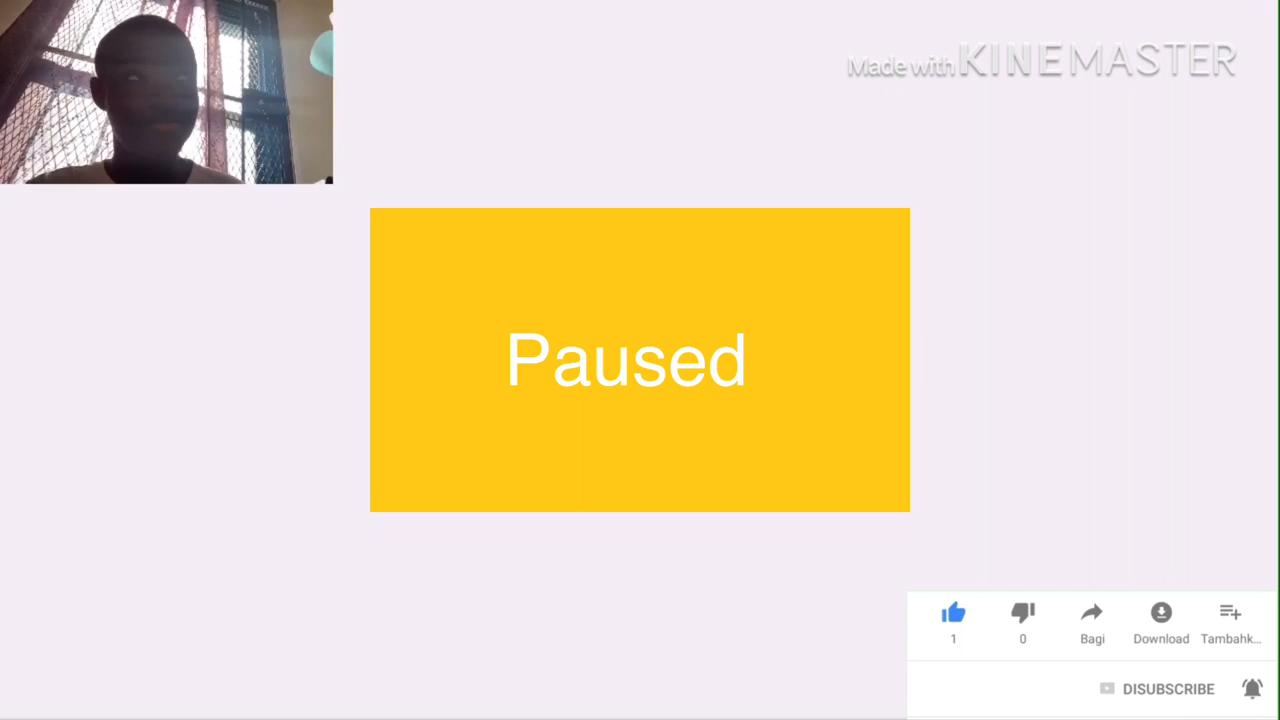 Made with KINEMASTER
Paused
1
0
Bagi
Download
Tambahk...
DISUBSCRIBE